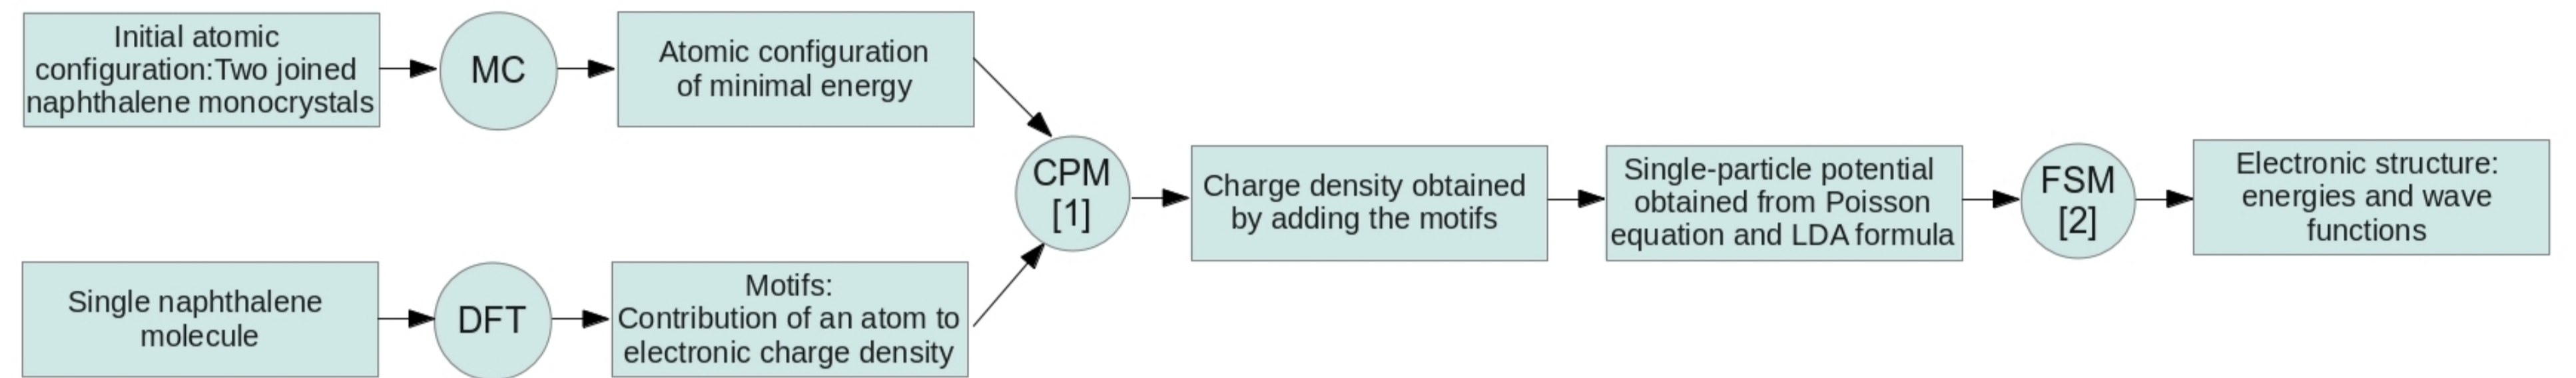 Initial atomic
configuration:Two joined
naphthalene monocrystals
MC
Atomic configuration
of minimal energy
Single naphthalene
molecule
DFT
Motifs:
Contribution of an atom to
electronic charge density
CPM
[1]
Charge density obtained
by adding the motifs
Single-particle potential
obtained from Poisson
equation and LDA formula
FSM
[2]
Electronic structure:
energies and wave
functions